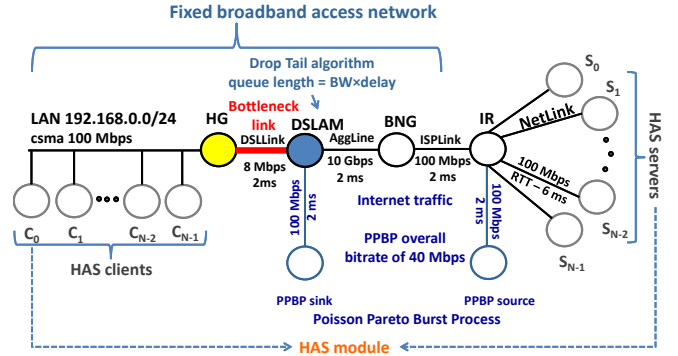 Fixed broadband access network
Drop Tail algorithm
queue length = BW×delay
LAN 192.168.0.0/24
csma 100 Mbps
HG
Bottleneck
link
DSLLink
8 Mbps
2ms
DSLAM
AggLine
10 Gbps
2 ms
BNG
ISPLink
100 Mbps
2 ms
IR
S0
S1
NetLink
100 Mbps
RTT – 6 ms
SN-2
SN-1
HAS servers
C0
C1
CN-2
CN-1
HAS clients
100 Mbps
2 ms
Internet traffic
100 Mbps
2 ms
PPBP overall
bitrate of 40 Mbps
PPBP sink
PPBP source
Poisson Pareto Burst Process
HAS module